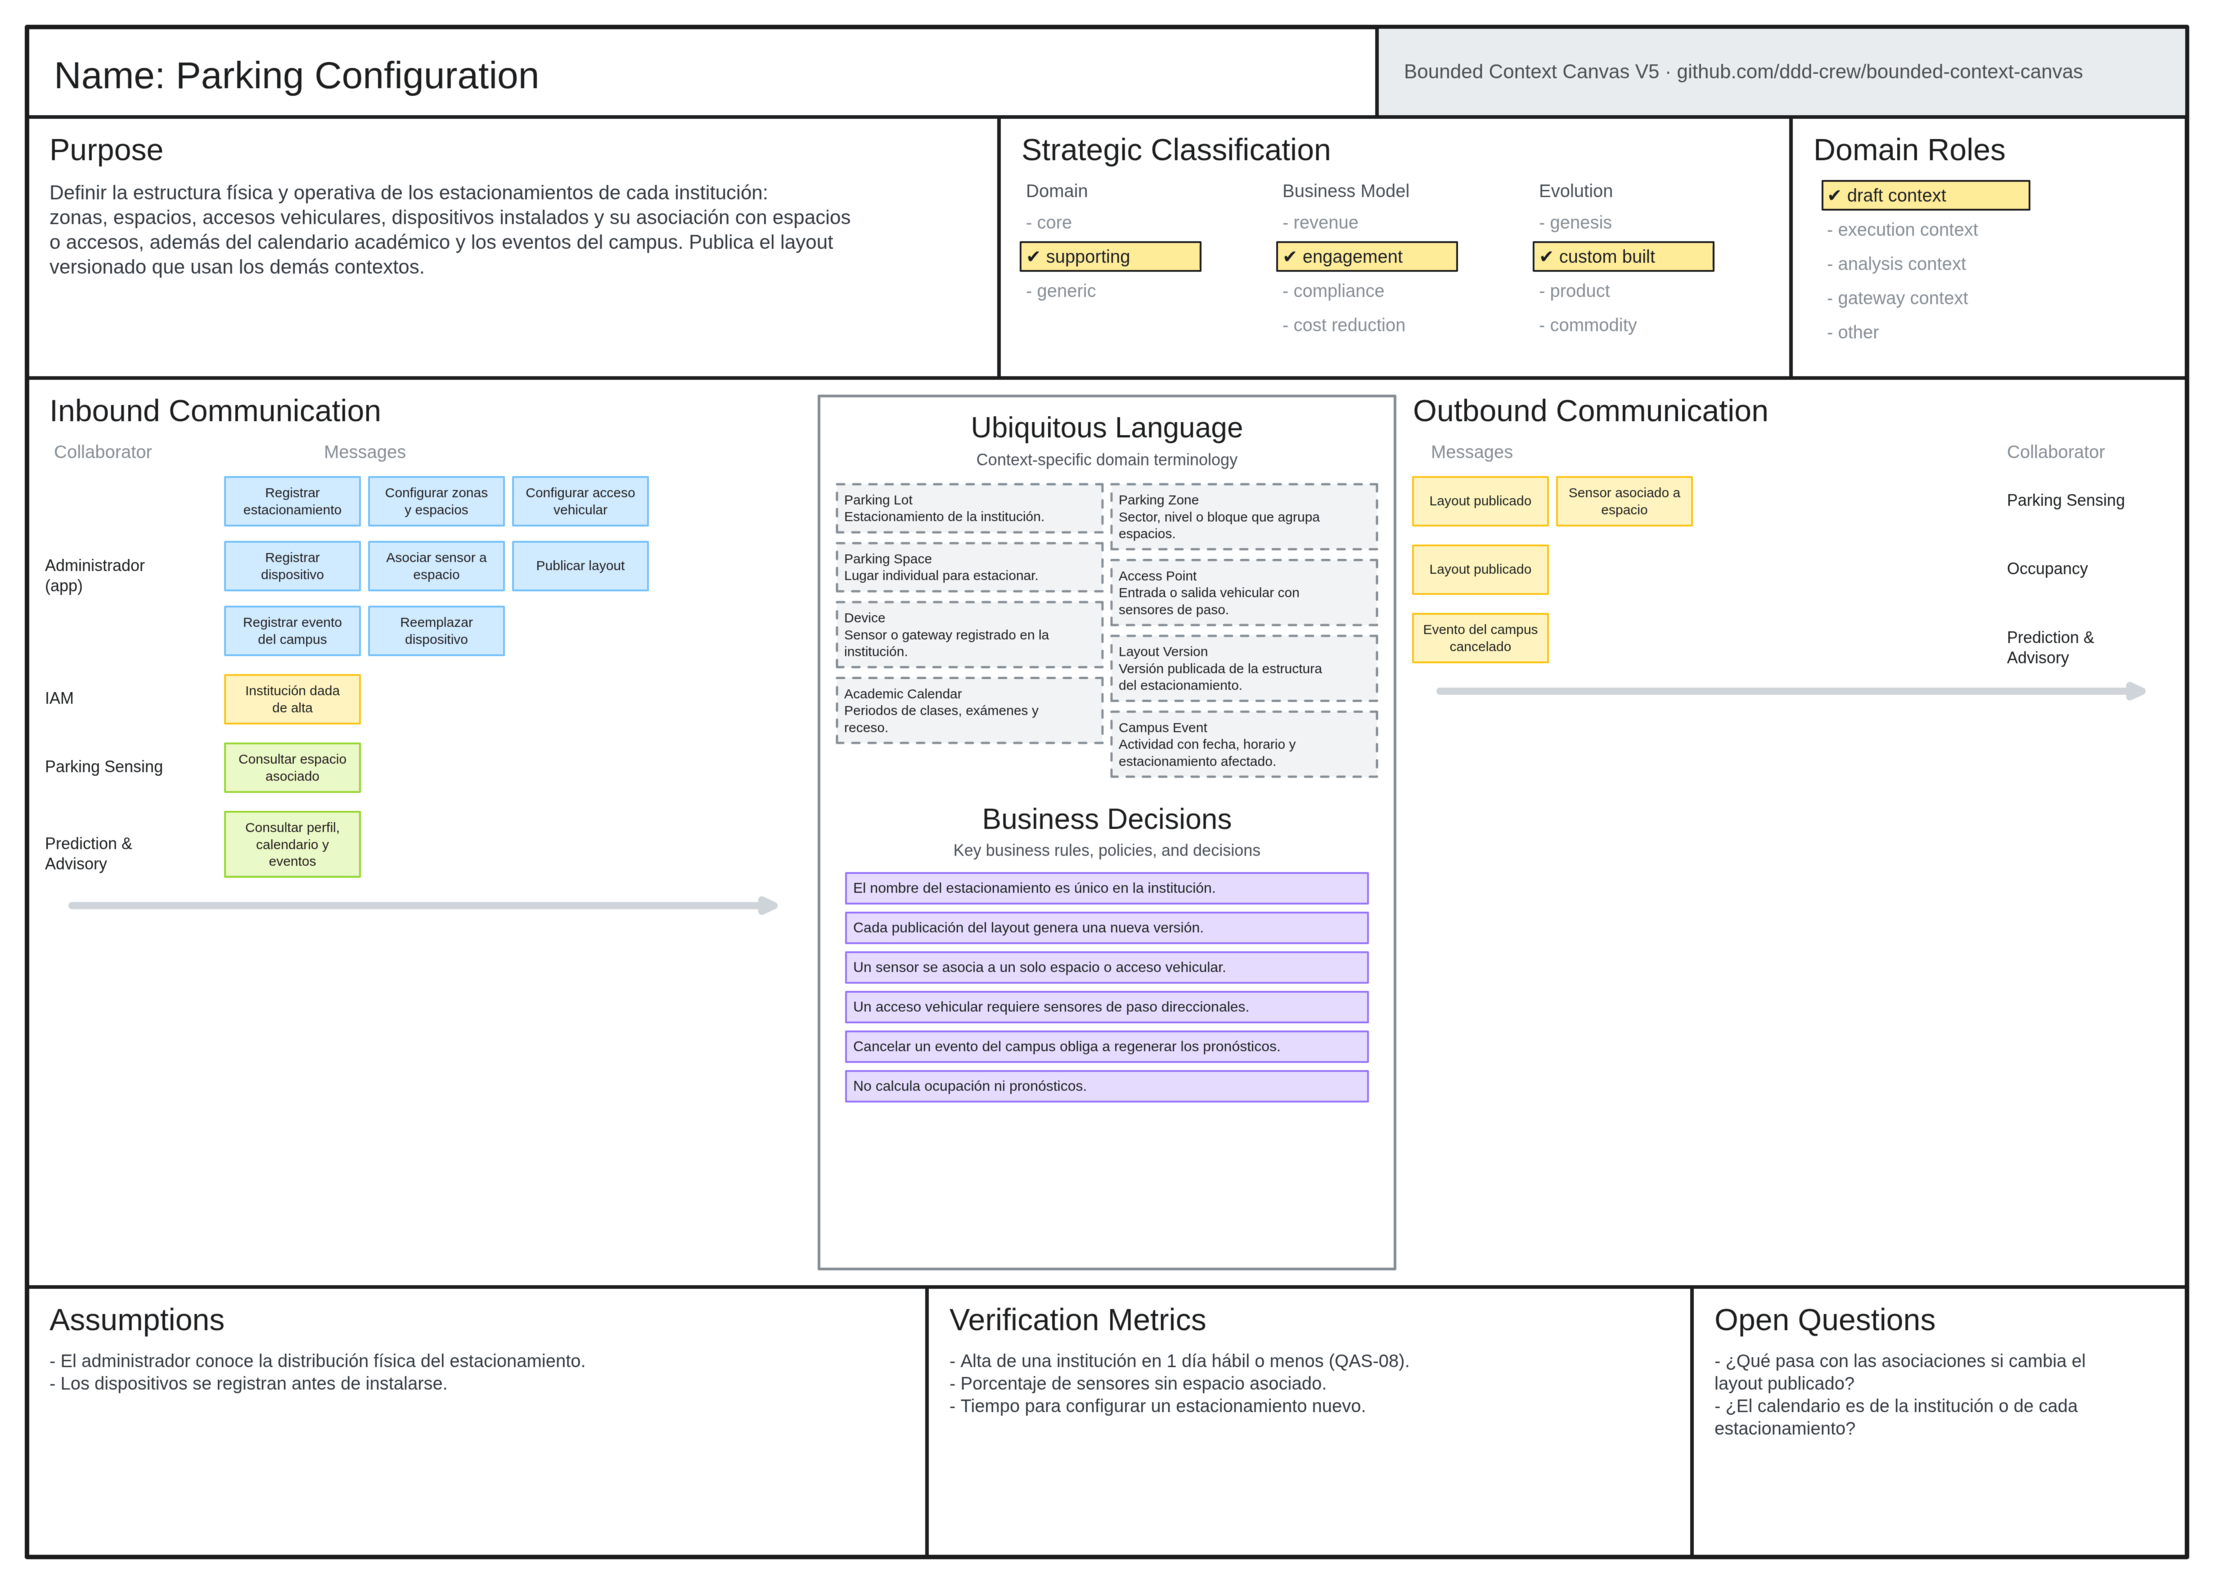 Name: Parking Configuration
Bounded Context Canvas V5 · github.com/ddd-crew/bounded-context-canvas
Purpose
Definir la estructura física y operativa de los estacionamientos de cada institución:
zonas, espacios, accesos vehiculares, dispositivos instalados y su asociación con espacios
o accesos, además del calendario académico y los eventos del campus. Publica el layout
versionado que usan los demás contextos.
Strategic Classification
Domain
- core
✔ supporting
- generic
Business Model
- revenue
✔ engagement
- compliance
- cost reduction
Evolution
- genesis
✔ custom built
- product
- commodity
Domain Roles
✔ draft context
- execution context
- analysis context
- gateway context
- other
Inbound Communication
Collaborator
Messages
Administrador
(app)
Registrar
estacionamiento
Configurar zonas
y espacios
Configurar acceso
vehicular
Registrar
dispositivo
Asociar sensor a
espacio
Publicar layout
Registrar evento
del campus
Reemplazar
dispositivo
IAM
Institución dada
de alta
Parking Sensing
Consultar espacio
asociado
Prediction &
Advisory
Consultar perfil,
calendario y
eventos
Ubiquitous Language
Context-specific domain terminology
Parking Lot
Estacionamiento de la institución.
Parking Space
Lugar individual para estacionar.
Device
Sensor o gateway registrado en la
institución.
Academic Calendar
Periodos de clases, exámenes y
receso.
Parking Zone
Sector, nivel o bloque que agrupa
espacios.
Access Point
Entrada o salida vehicular con
sensores de paso.
Layout Version
Versión publicada de la estructura
del estacionamiento.
Campus Event
Actividad con fecha, horario y
estacionamiento afectado.
Business Decisions
Key business rules, policies, and decisions
El nombre del estacionamiento es único en la institución.
Cada publicación del layout genera una nueva versión.
Un sensor se asocia a un solo espacio o acceso vehicular.
Un acceso vehicular requiere sensores de paso direccionales.
Cancelar un evento del campus obliga a regenerar los pronósticos.
No calcula ocupación ni pronósticos.
Outbound Communication
Messages
Collaborator
Layout publicado
Sensor asociado a
espacio
Parking Sensing
Layout publicado
Occupancy
Evento del campus
cancelado
Prediction &
Advisory
Assumptions
- El administrador conoce la distribución física del estacionamiento.
- Los dispositivos se registran antes de instalarse.
Verification Metrics
- Alta de una institución en 1 día hábil o menos (QAS-08).
- Porcentaje de sensores sin espacio asociado.
- Tiempo para configurar un estacionamiento nuevo.
Open Questions
- ¿Qué pasa con las asociaciones si cambia el
layout publicado?
- ¿El calendario es de la institución o de cada
estacionamiento?